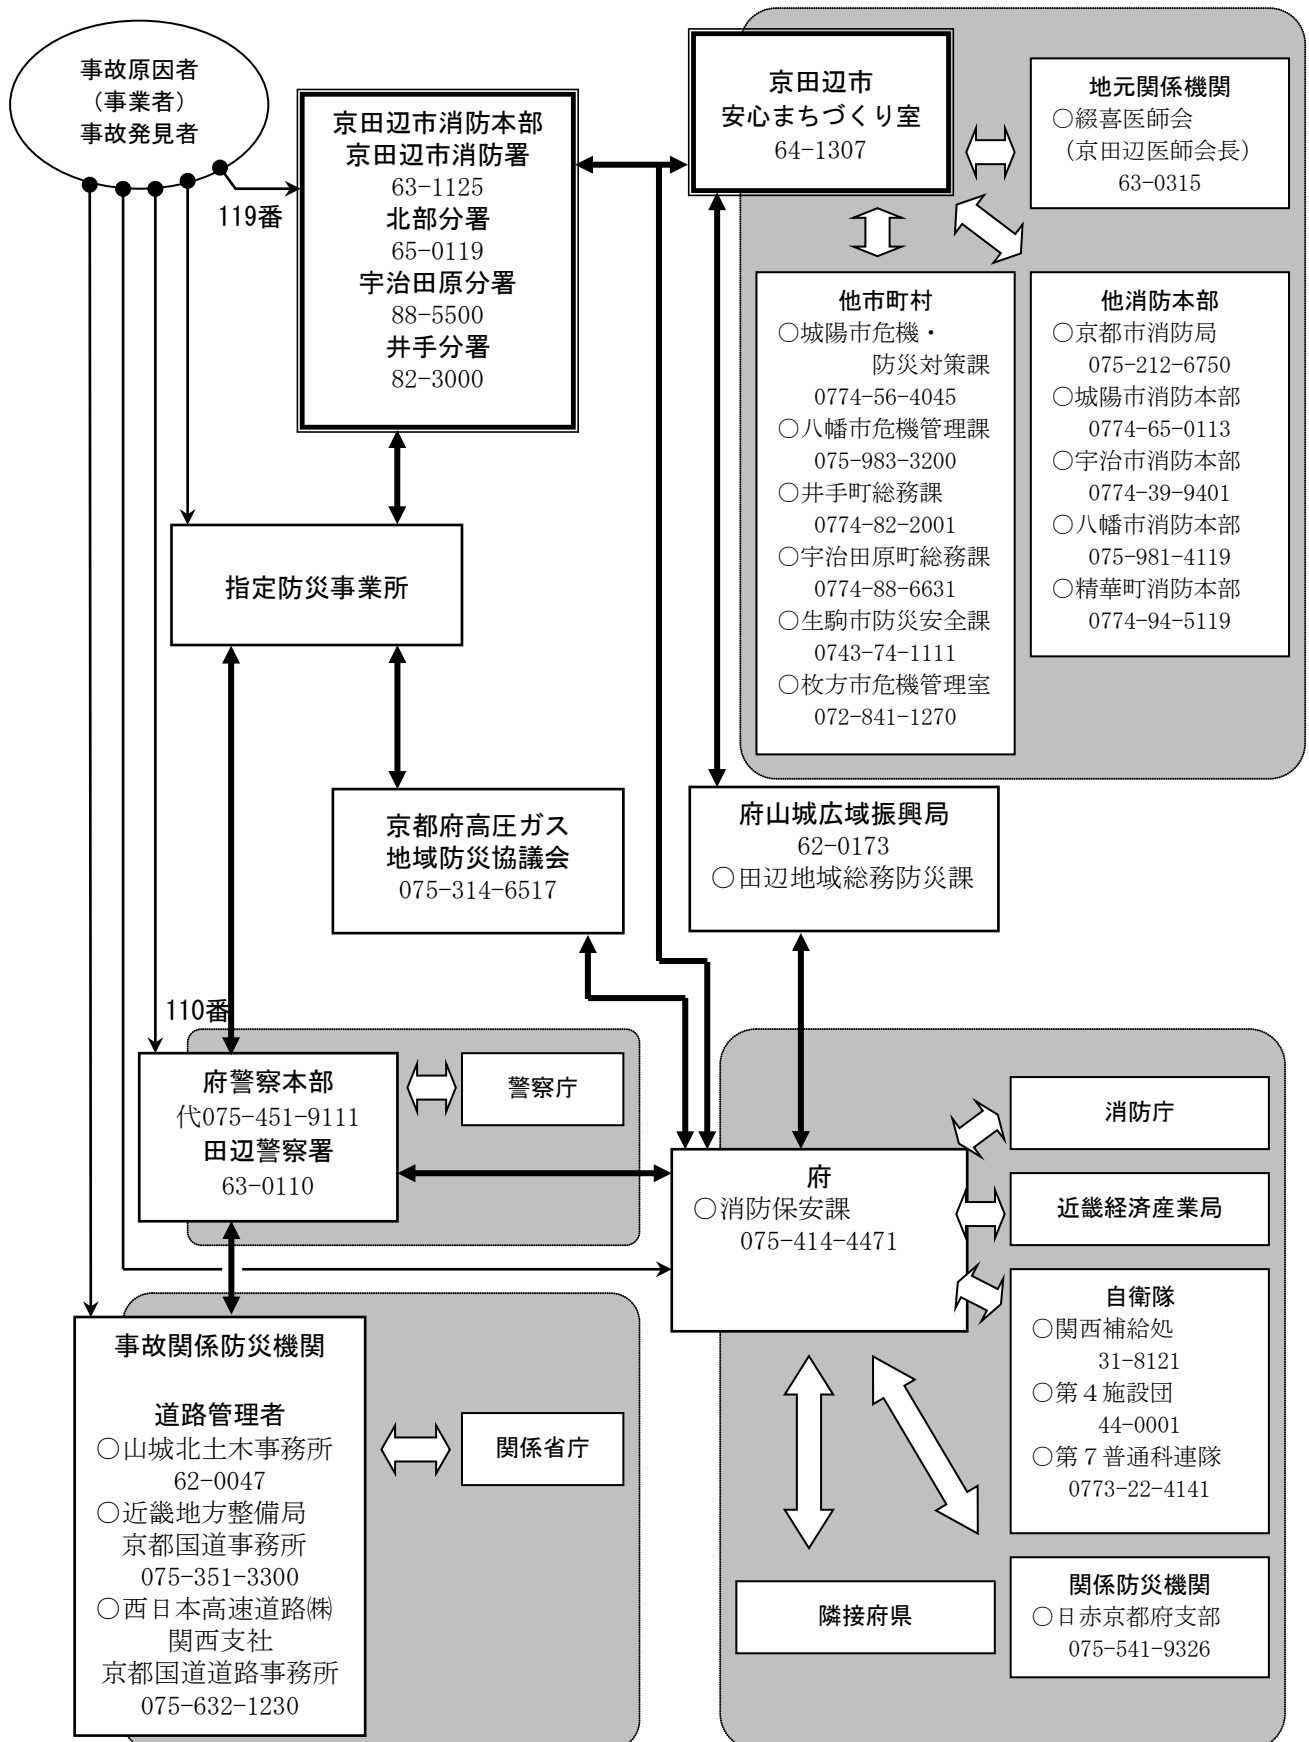 事故原因者
（事業者）
事故発見者
119番
京田辺市消防本部
京田辺市消防署
63-1125
北部分署
65-0119
宇治田原分署
88-5500
井手分署
82-3000
京田辺市
安心まちづくり室
64-1307
地元関係機関
○綴喜医師会
（京田辺医師会長）
63-0315
他市町村
○城陽市危機・
防災対策課
0774-56-4045
○八幡市危機管理課
075-983-3200
○井手町総務課
0774-82-2001
○宇治田原町総務課
0774-88-6631
○生駒市防災安全課
0743-74-1111
○枚方市危機管理室
072-841-1270
他消防本部
○京都市消防局
075-212-6750
○城陽市消防本部
0774-65-0113
○宇治市消防本部
0774-39-9401
○八幡市消防本部
075-981-4119
○精華町消防本部
0774-94-5119
指定防災事業所
京都府高圧ガス
地域防災協議会
075-314-6517
府山城広域振興局
62-0173
○田辺地域総務防災課
110番
府警察本部
代075-451-9111
田辺警察署
63-0110
警察庁
府
○消防保安課
075-414-4471
消防庁
近畿経済産業局
自衛隊
○関西補給処
31-8121
○第４施設団
44-0001
○第７普通科連隊
0773-22-4141
関係防災機関
○日赤京都府支部
075-541-9326
隣接府県
事故関係防災機関
道路管理者
○山城北土木事務所
62-0047
○近畿地方整備局
京都国道事務所
075-351-3300
○西日本高速道路㈱
関西支社
京都国道道路事務所
075-632-1230
関係省庁